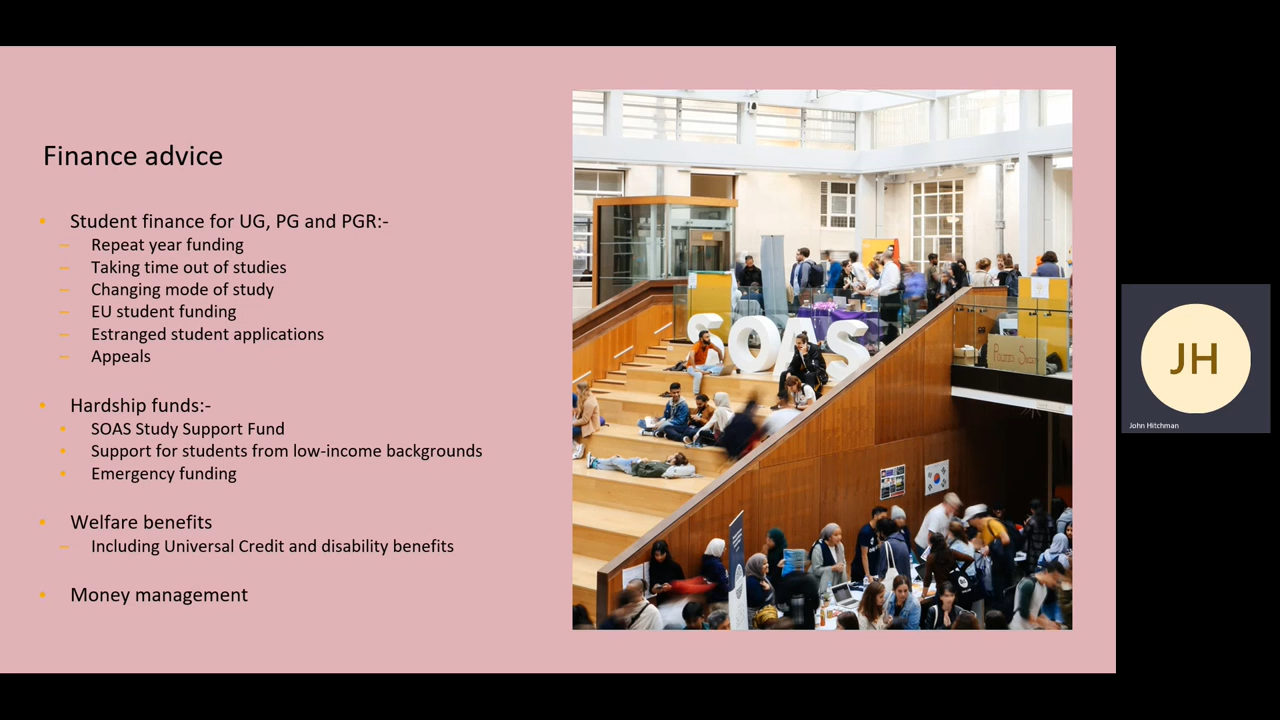 Finance advice
Student finance for UG, PG and PGR:-
Repeat year funding
Taking time out of studies
Changing mode of study
EU student funding
Estranged student applications
Appeals
Hardship funds:-
SOAS Study Support Fund
Support for students from low-income backgrounds
Emergency funding
Welfare benefits
Including Universal Credit and disability benefits
Money management
SOAS
JH
John Hitchman